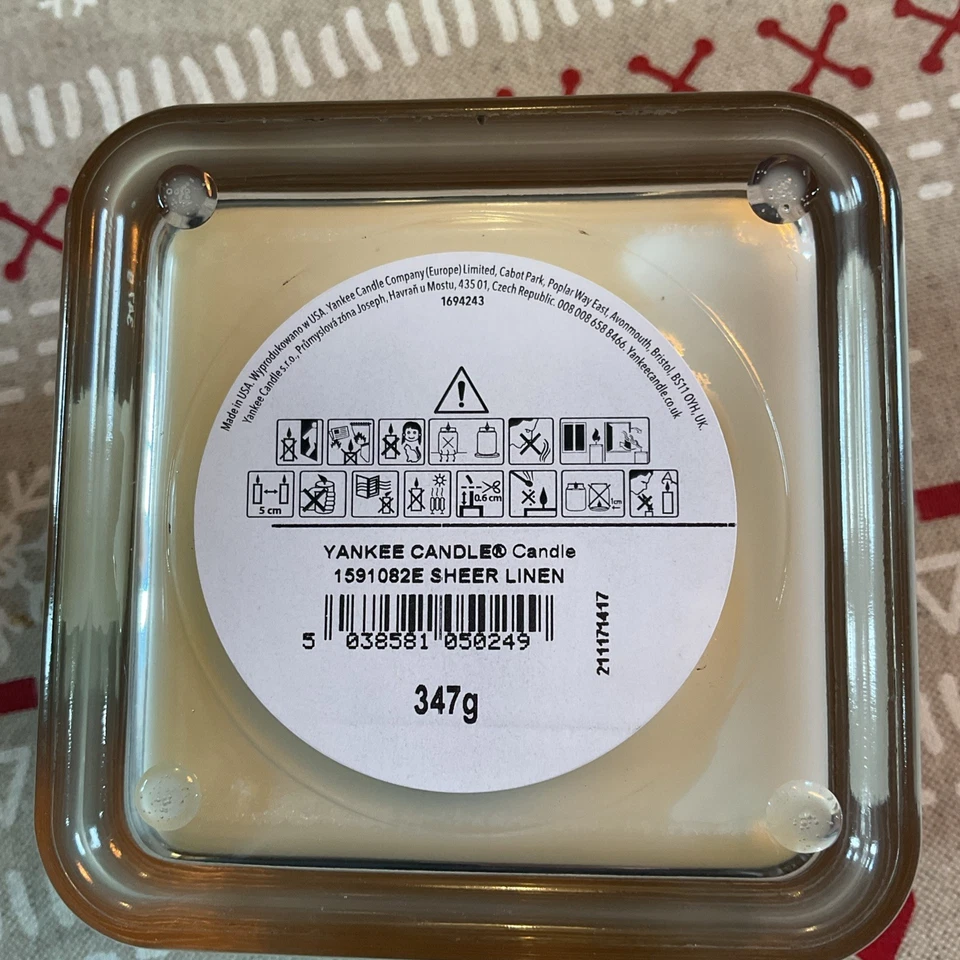 Made in USA. Wyprodukowano w USA. Yankee Candle Company (Europe) Limited, Cabot Park, Poplar Way East, Avonmouth, Bristol, BS11 0YH, UK.
Yankee Candle s.r.o., Průmyslová zóna Joseph, Havraň u Mostu, 435 01, Czech Republic. 008 008 658 8466. Yankeecandle.co.uk
1694243
5 cm
0.6 cm
1cm
YANKEE CANDLE® Candle
1591082E SHEER LINEN
5 038581 050249
347g
211171417